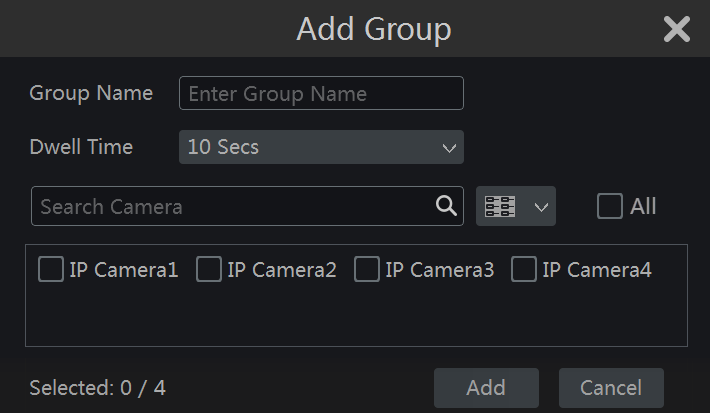 Add Group
Group Name Enter Group Name
Dwell Time 10 Secs
Search Camera All
IP Camera1 IP Camera2 IP Camera3 IP Camera4
Selected: 0 / 4 Add Cancel